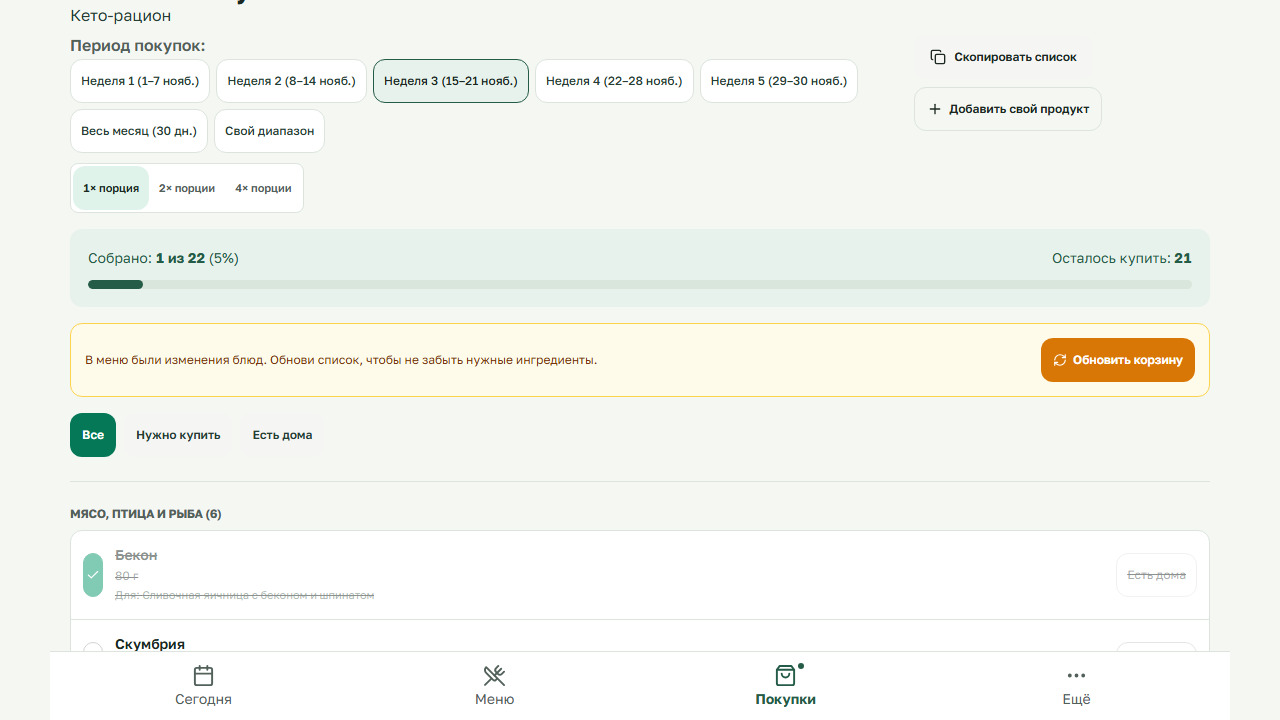 Кето-рацион
Период покупок:
Неделя 1 (1–7 нояб.)
Неделя 2 (8–14 нояб.)
Неделя 3 (15–21 нояб.)
Неделя 4 (22–28 нояб.)
Неделя 5 (29–30 нояб.)
Весь месяц (30 дн.)
Свой диапазон
Скопировать список
Добавить свой продукт
1× порция
2× порции
4× порции
Собрано: 1 из 22 (5%)
Осталось купить: 21
В меню были изменения блюд. Обнови список, чтобы не забыть нужные ингредиенты.
Обновить корзину
Все
Нужно купить
Есть дома
МЯСО, ПТИЦА И РЫБА (6)
Бекон
80 г
Для: Сливочная яичница с беконом и шпинатом
Есть дома
Скумбрия
Сегодня
Меню
Покупки
Ещё